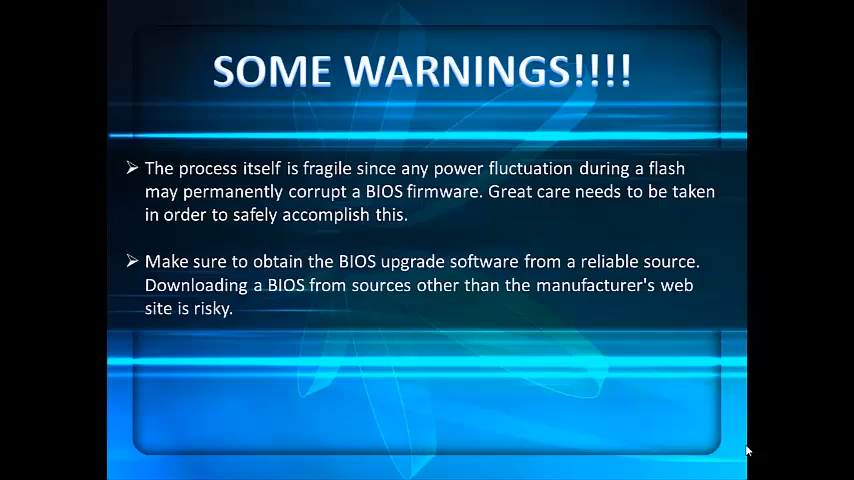 SOME WARNINGS!!!!
➢ The process itself is fragile since any power fluctuation during a flash
may permanently corrupt a BIOS firmware. Great care needs to be taken
in order to safely accomplish this.
➢ Make sure to obtain the BIOS upgrade software from a reliable source.
Downloading a BIOS from sources other than the manufacturer's web
site is risky.